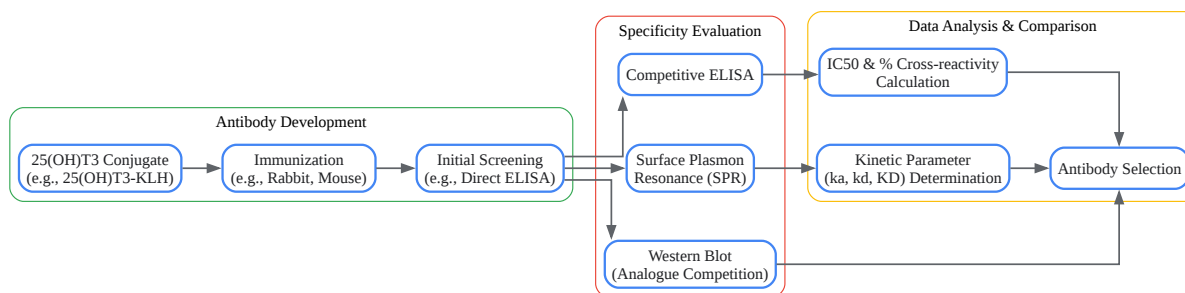 Antibody Development
25(OH)T3 Conjugate
(e.g., 25(OH)T3-KLH)
Immunization
(e.g., Rabbit, Mouse)
Initial Screening
(e.g., Direct ELISA)
Specificity Evaluation
Competitive ELISA
Surface Plasmon
Resonance (SPR)
Western Blot
(Analogue Competition)
Data Analysis & Comparison
IC50 & % Cross-reactivity
Calculation
Kinetic Parameter
(ka, kd, KD) Determination
Antibody Selection